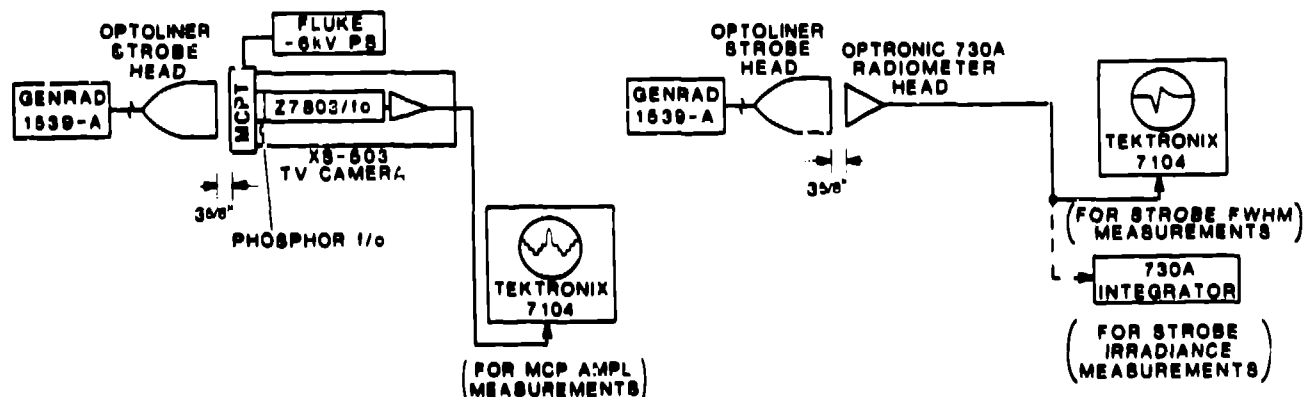 OPTOLINER
STROBE
HEAD
FLUKE
-6kV PS
GENRAD
1539-A
MCPT
Z7803/fo
XS-603
TV CAMERA
3 5/8"
PHOSPHOR f/o
TEKTRONIX
7104
(FOR MCP AMPL
MEASUREMENTS)
OPTOLINER
STROBE
HEAD
OPTRONIC 730A
RADIOMETER
HEAD
GENRAD
1539-A
3 5/8"
TEKTRONIX
7104
(FOR STROBE FWHM
MEASUREMENTS)
730A
INTEGRATOR
(FOR STROBE
IRRADIANCE
MEASUREMENTS)